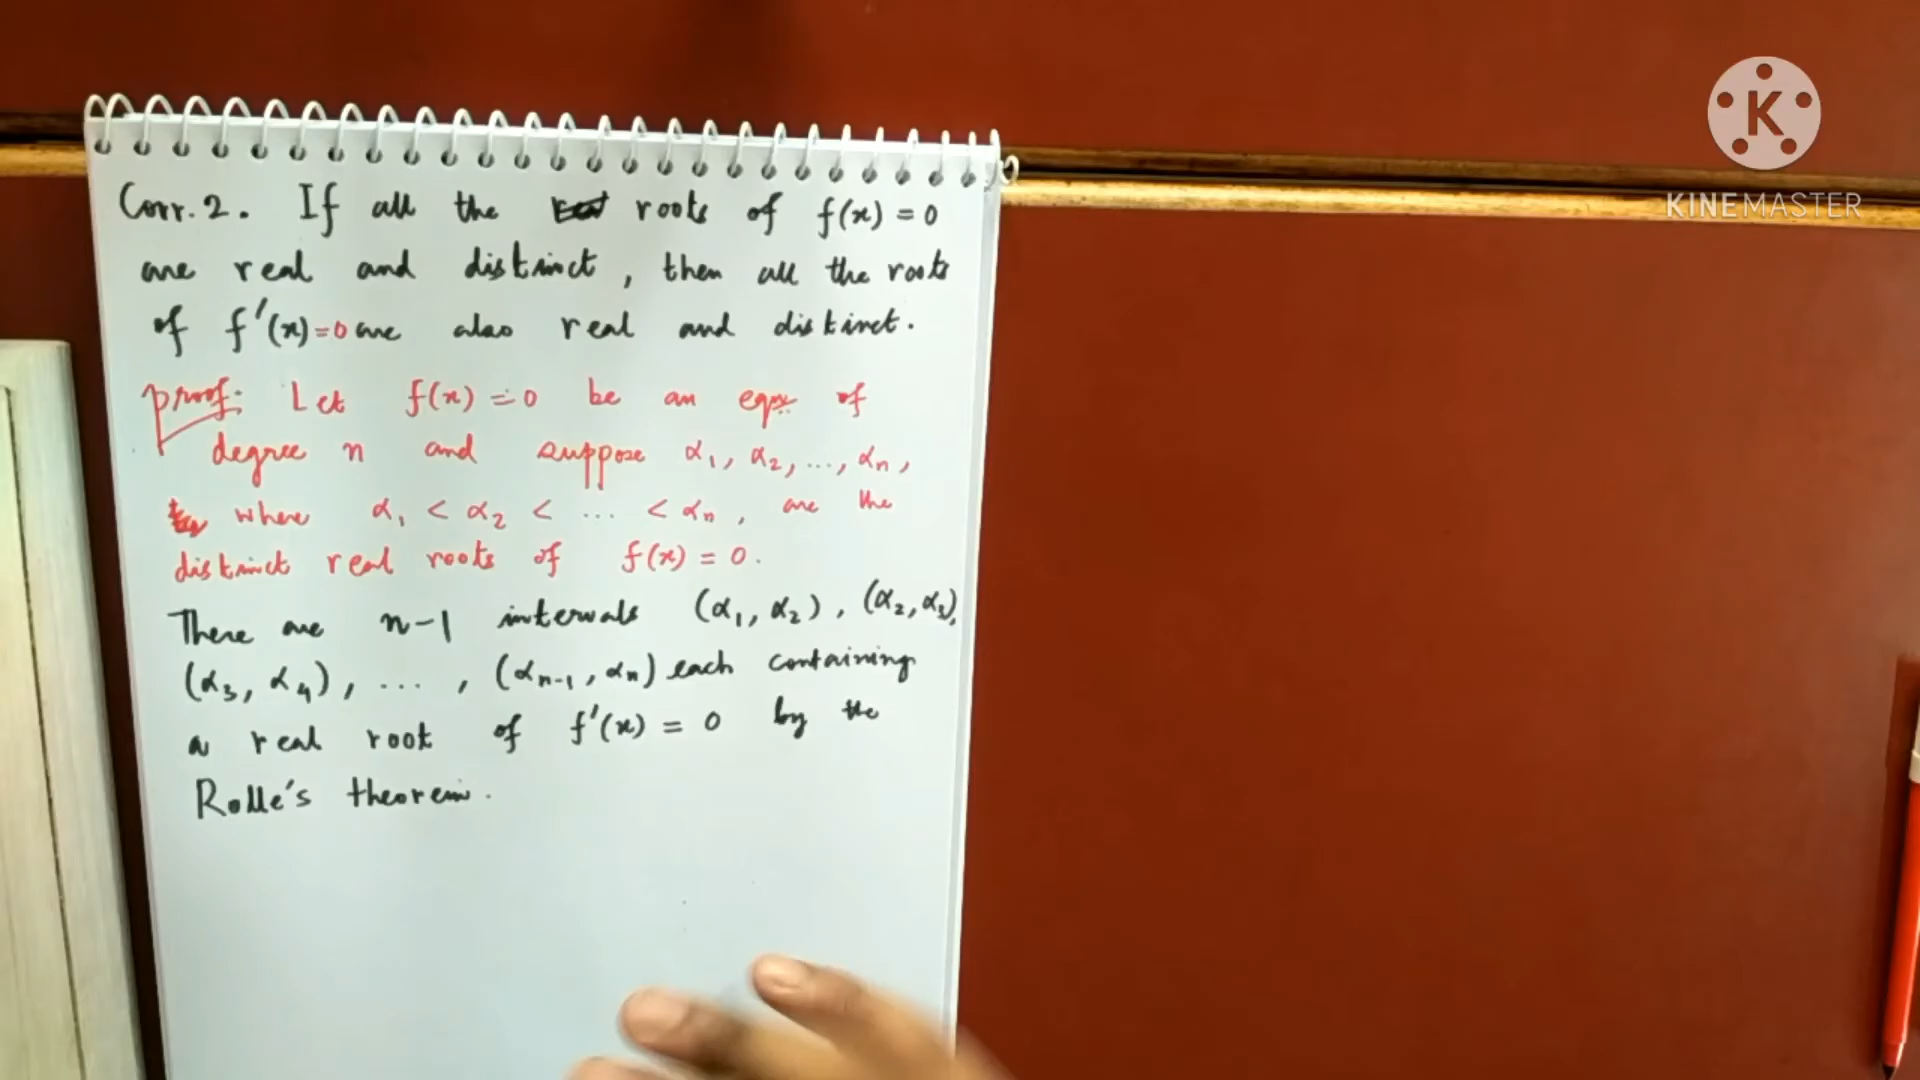 Corr. 2. If all the roots of f(x) = 0
are real and distinct, then all the roots
of f'(x)=0 are also real and distinct.
Proof: Let f(x) = 0 be an eqn. of
degree n and suppose α₁, α₂, ..., αₙ,
where α₁ < α₂ < ... < αₙ, are the
distinct real roots of f(x) = 0.
There are n-1 intervals (α₁, α₂), (α₂, α₃),
(α₃, α₄), ..., (αₙ₋₁, αₙ) each containing
a real root of f'(x) = 0 by the
Rolle's theorem.
K
KINEMASTER